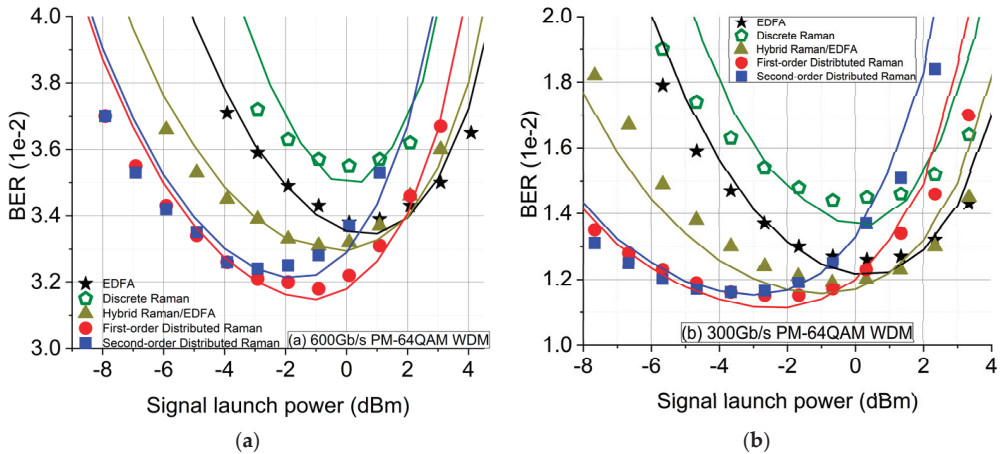 (a)
4.0
3.8
3.6
3.4
3.2
3.0
BER (1e-2)
EDFA
Discrete Raman
Hybrid Raman/EDFA
First-order Distributed Raman
Second-order Distributed Raman
(a) 600Gb/s PM-64QAM WDM
-8 -6 -4 -2 0 2 4
Signal launch power (dBm)
(a)
(b)
2.0
1.8
1.6
1.4
1.2
1.0
BER (1e-2)
EDFA
Discrete Raman
Hybrid Raman/EDFA
First-order Distribtuted Raman
Second-order Distributed Raman
(b) 300Gb/s PM-64QAM WDM
-8 -6 -4 -2 0 2 4
Signal launch power (dBm)
(b)